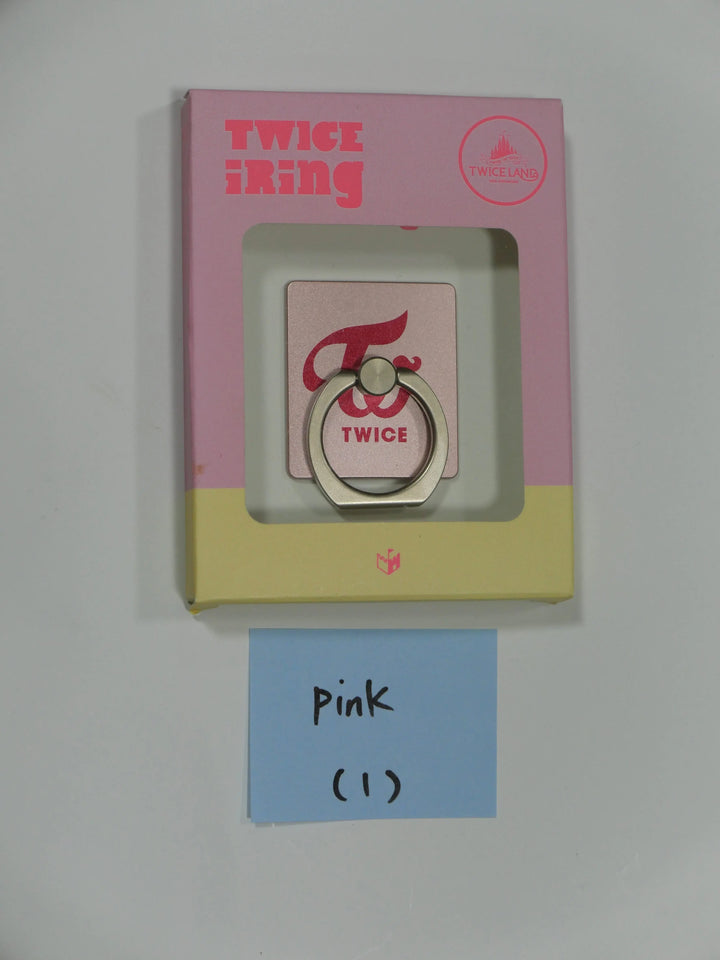 TWICE
iRing
TWICE LAND
TWICE
pink
(1)